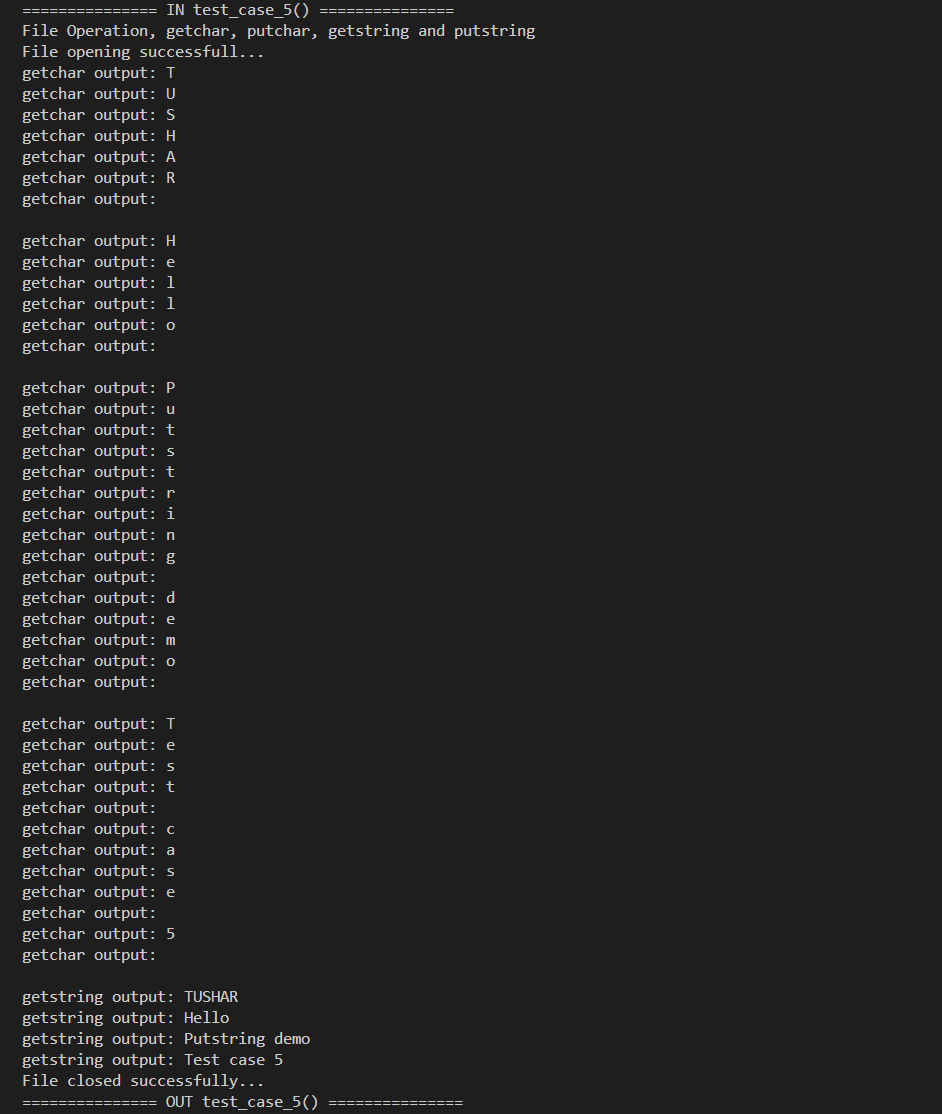 =============== IN test_case_5() ===============
File Operation, getchar, putchar, getstring and putstring
File opening successfull...
getchar output: T
getchar output: U
getchar output: S
getchar output: H
getchar output: A
getchar output: R
getchar output:

getchar output: H
getchar output: e
getchar output: l
getchar output: l
getchar output: o
getchar output:

getchar output: P
getchar output: u
getchar output: t
getchar output: s
getchar output: t
getchar output: r
getchar output: i
getchar output: n
getchar output: g
getchar output:
getchar output: d
getchar output: e
getchar output: m
getchar output: o
getchar output:

getchar output: T
getchar output: e
getchar output: s
getchar output: t
getchar output:
getchar output: c
getchar output: a
getchar output: s
getchar output: e
getchar output:
getchar output: 5
getchar output:

getstring output: TUSHAR
getstring output: Hello
getstring output: Putstring demo
getstring output: Test case 5
File closed successfully...
=============== OUT test_case_5() ===============